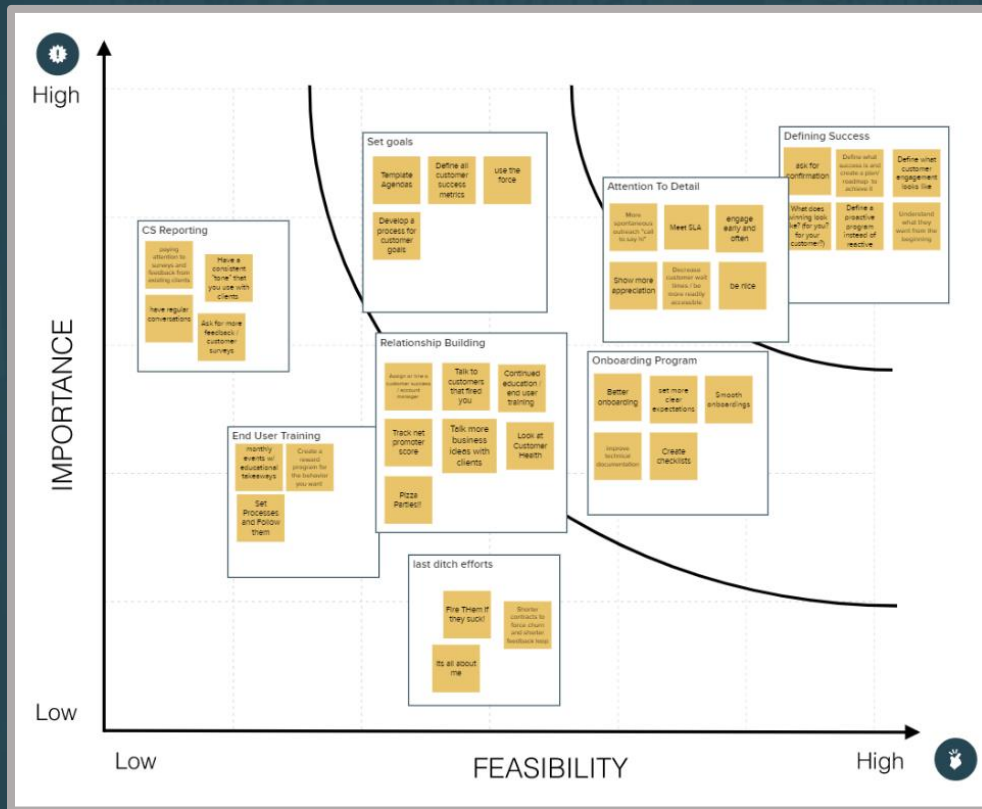 High
Set goals
Template
Agendas
Define all
customer
success
metrics
use the
force
Develop a
process for
customer
goals
Defining Success
ask for
confirmation
Define what
success is and
create a plan/
roadmap to
achieve it
Define what
customer
engagement
looks like
What does
winning look
like? (for you? for
your
customer?)
Define a
proactive
program
instead of
reactive
Understand
what they
want from the
beginning
Attention To Detail
More
spontaneous
outreach "call
to say hi"
Meet SLA
engage
early and
often
Show more
appreciation
Decrease
customer wait
times / be
more readily
accessible
be nice
CS Reporting
paying
attention to
surveys and
feedback from
existing clients
Have a
consistent
"tone" that
you use with
clients
have regular
conversations
Ask for more
feedback /
customer
surveys
IMPORTANCE
Relationship Building
Assign or hire a
customer success
/ account
manager
Talk to
customers
that fired
you
Continued
education /
end user
training
Track net
promoter
score
Talk more
business
ideas with
clients
Look at
Customer
Health
Pizza
Parties!!
Onboarding Program
Better
onboarding
set more
clear
expectations
Smooth
onboardings
Improve
technical
documentation
Create
checklists
End User Training
monthly
events w/
educational
takeaways
Create a
reward
program for
the behavior
you want!
Set
Processes
and Follow
them
last ditch efforts
Fire THem if
they suck!
Shorter
contracts to
force churn
and shorter
feedback loop
Its all about
me
Low
Low
FEASIBILITY
High